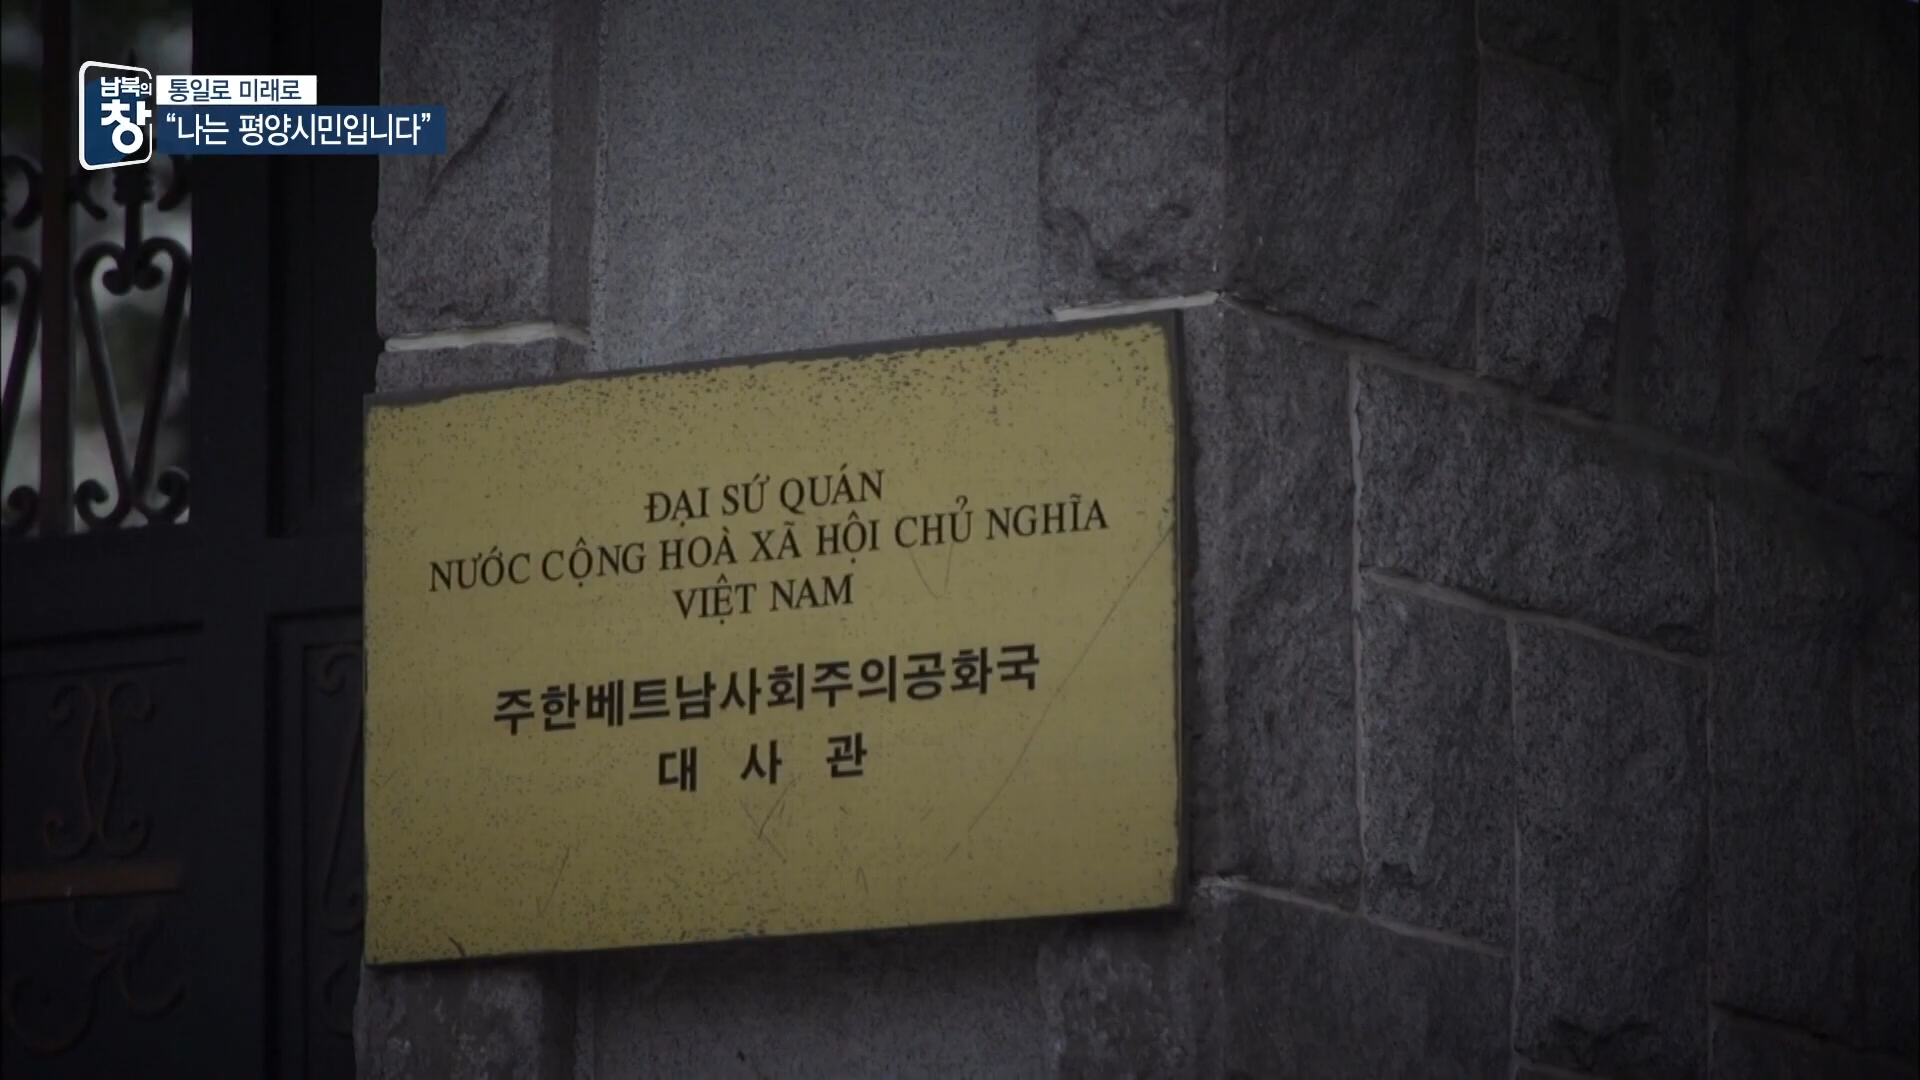 남북의
창
통일로 미래로
“나는 평양시민입니다”
ĐẠI SỨ QUÁN
NƯỚC CỘNG HOÀ XÃ HỘI CHỦ NGHĨA
VIỆT NAM
주한베트남사회주의공화국
대 사 관